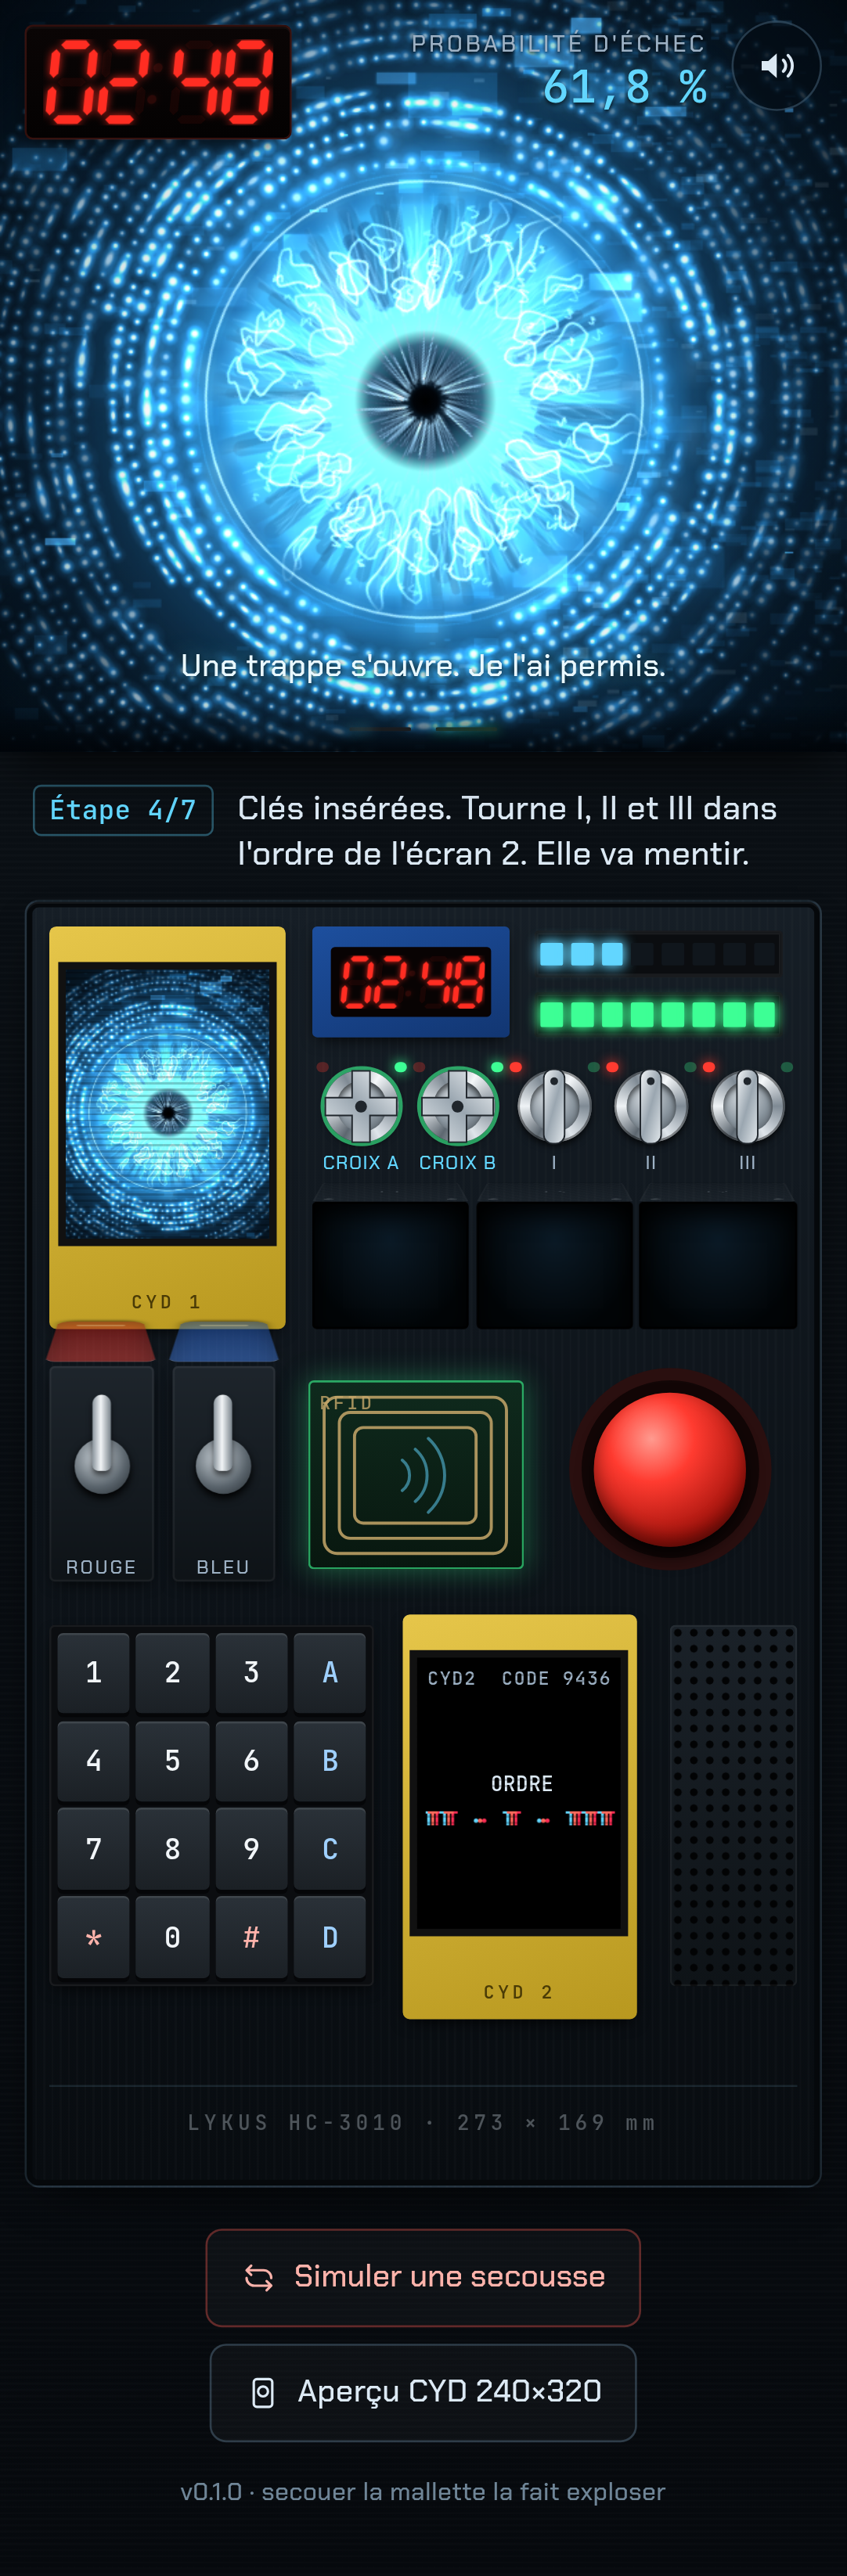 02:48
PROBABILITÉ D'ÉCHEC
61,8 %
Une trappe s'ouvre. Je l'ai permis.
Étape 4/7
Clés insérées. Tourne I, II et III dans
l'ordre de l'écran 2. Elle va mentir.
02:48
CROIX A CROIX B I II III
CYD 1
RFID
ROUGE BLEU
1 2 3 A
4 5 6 B
7 8 9 C
* 0 # D
CYD2 CODE 9436
ORDRE
II - I - III
CYD 2
LYKUS HC-3010 · 273 × 169 mm
Simuler une secousse
Aperçu CYD 240×320
v0.1.0 · secouer la mallette la fait exploser